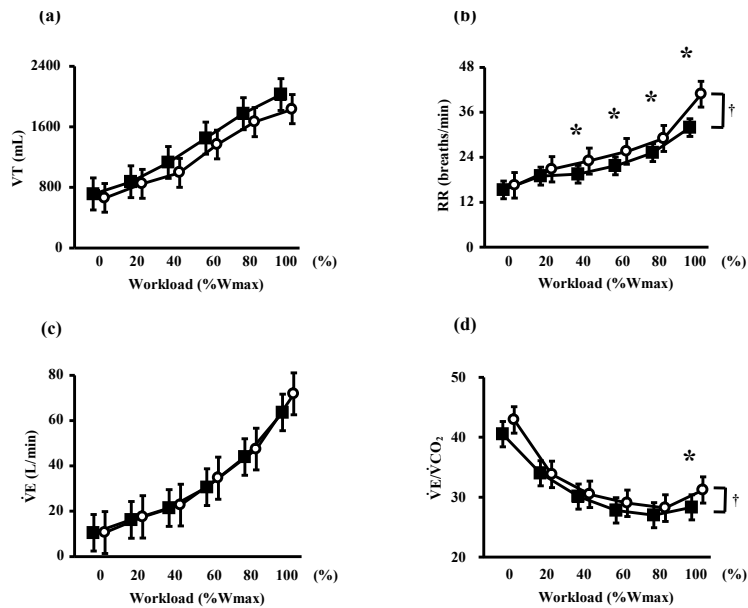 (a)
2400
1600
800
0
VT (mL)
0 20 40 60 80 100 (%)
Workload (%Wmax)
(b)
48
36
24
12
0
RR (breaths/min)
* * * * *
†
0 20 40 60 80 100 (%)
Workload (%Wmax)
(c)
80
60
40
20
0
V̇E (L/min)
0 20 40 60 80 100 (%)
Workload (%Wmax)
(d)
50
40
30
20
V̇E/V̇CO₂
*
†
0 20 40 60 80 100 (%)
Workload (%Wmax)